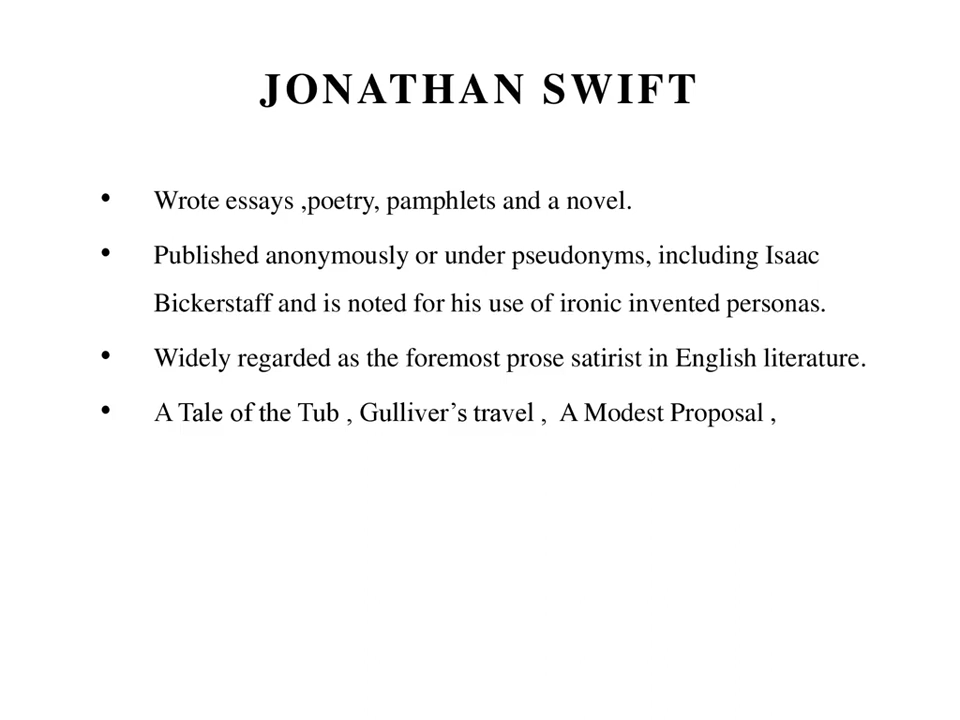 JONATHAN SWIFT
• Wrote essays ,poetry, pamphlets and a novel.
• Published anonymously or under pseudonyms, including Isaac
Bickerstaff and is noted for his use of ironic invented personas.
• Widely regarded as the foremost prose satirist in English literature.
• A Tale of the Tub , Gulliver’s travel ,  A Modest Proposal ,